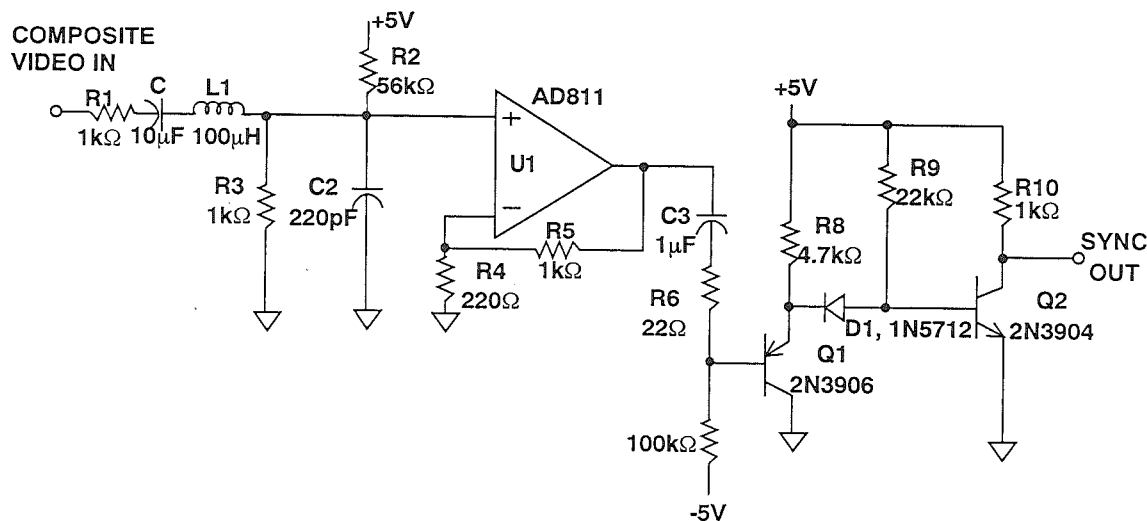 COMPOSITE
VIDEO IN
R1
1kΩ
C
10μF
L1
100μH
+5V
R2
56kΩ
R3
1kΩ
C2
220pF
AD811
+
U1
−
R4
220Ω
R5
1kΩ
C3
1μF
R6
22Ω
100kΩ
-5V
+5V
R8
4.7kΩ
R9
22kΩ
R10
1kΩ
SYNC
OUT
D1, 1N5712
Q1
2N3906
Q2
2N3904